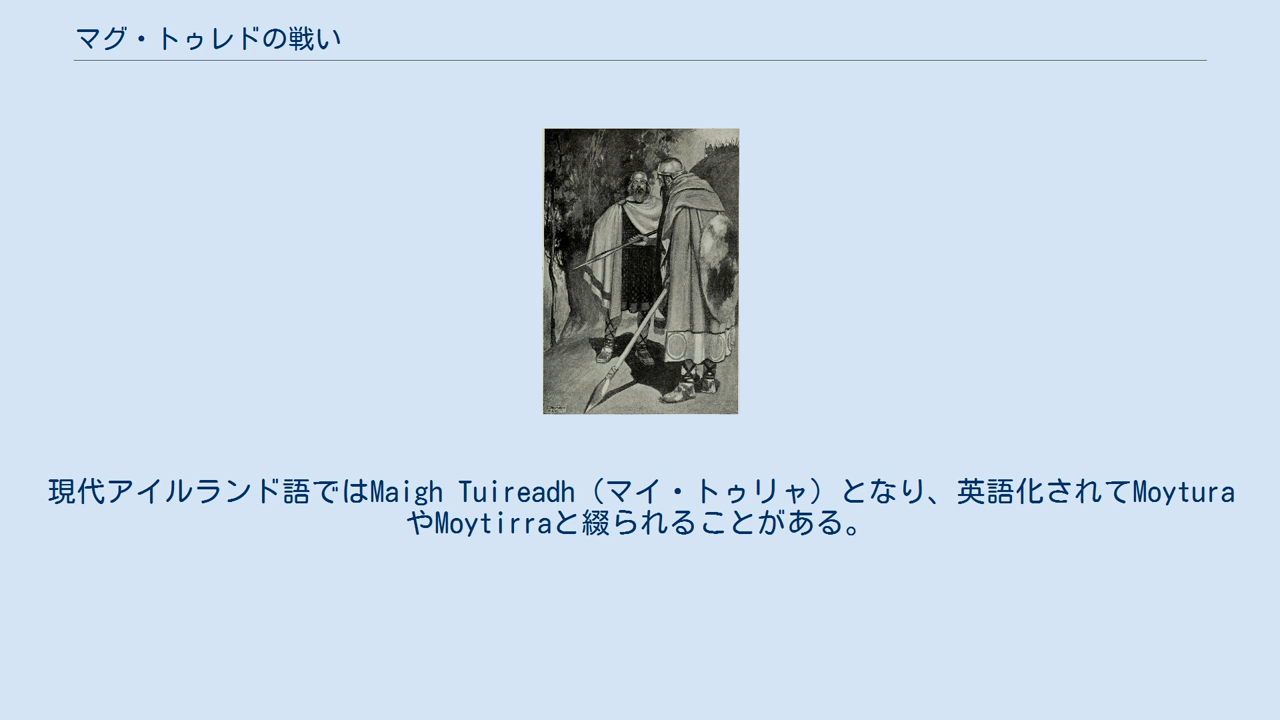 マグ・トゥレドの戦い
現代アイルランド語ではMaigh Tuireadh（マイ・トゥリャ）となり、英語化されてMoytura
やMoytirraと綴られることがある。